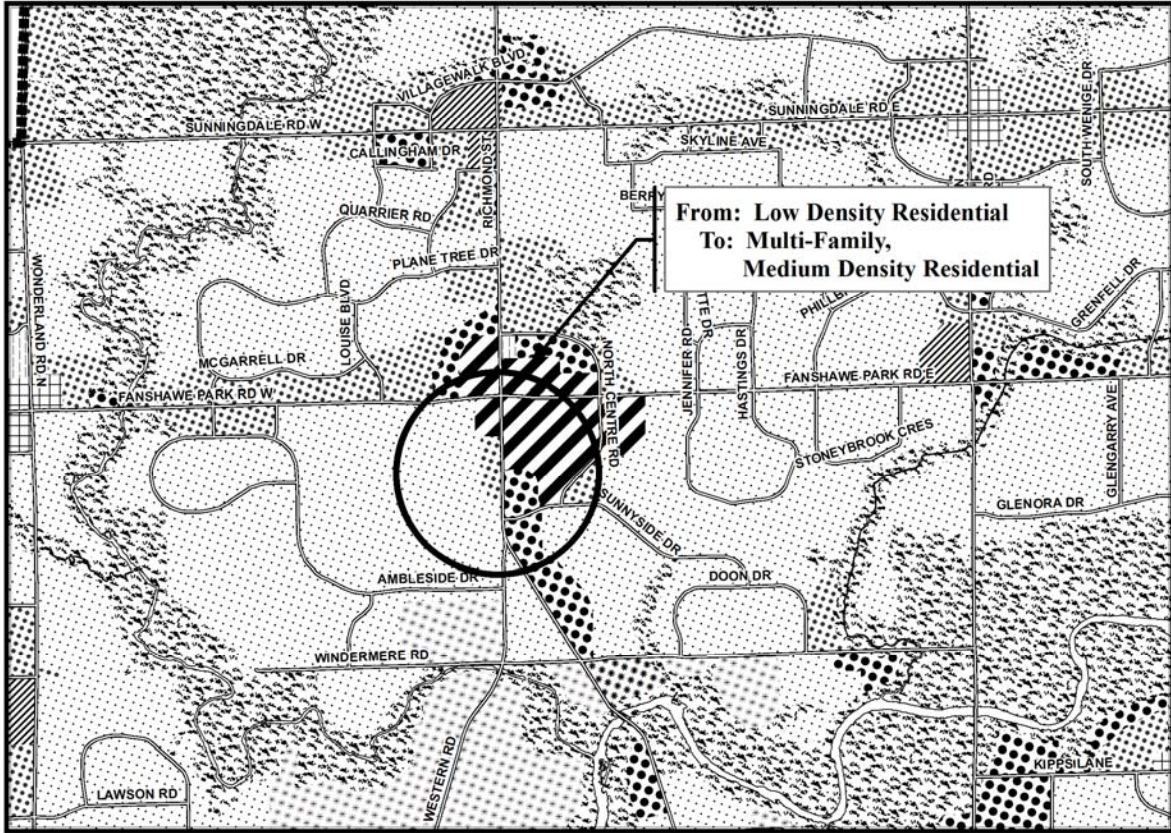 VILLAGEWALK BLVD
SUNNINGDALE RD W
SUNNINGDALE RD E
SOUTH WENIGE DR
CALLINGHAM DR
SKYLINE AVE
RICHMOND ST
BERRY
RD
QUARRIER RD
From: Low Density Residential
To: Multi-Family,
Medium Density Residential
PLANE TREE DR
WONDERLAND RD N
LOUISE BLVD
GRENFELL DR
MCGARRELL DR
NORTH CENTRE RD
JENNIFER RD
HASTINGS DR
FANSHAWE PARK RD W
FANSHAWE PARK RD E
STONEYBROOK CRES
GLENGARRY AVE
GLENORA DR
SUNNYSIDE DR
AMBLESIDE DR
DOON DR
WINDERMERE RD
WESTERN RD
KIPPS LANE
LAWSON RD